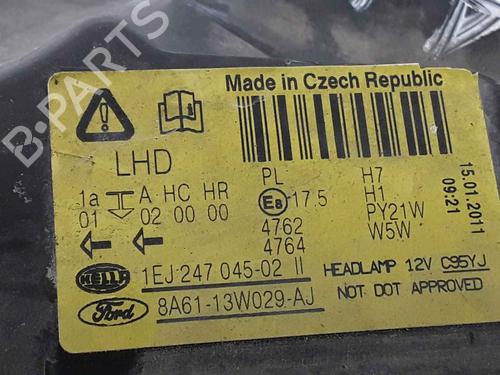 B-PARTS
Made in Czech Republic
LHD
1a A HC HR
01 02 00 00
PL
E8 17.5
4762
4764
H7
H1
PY21W
W5W
15.01.2011
09:21
HELLA 1EJ 247 045-02 II
HEADLAMP 12V C95YJ
Ford 8A61-13W029-AJ
NOT DOT APPROVED